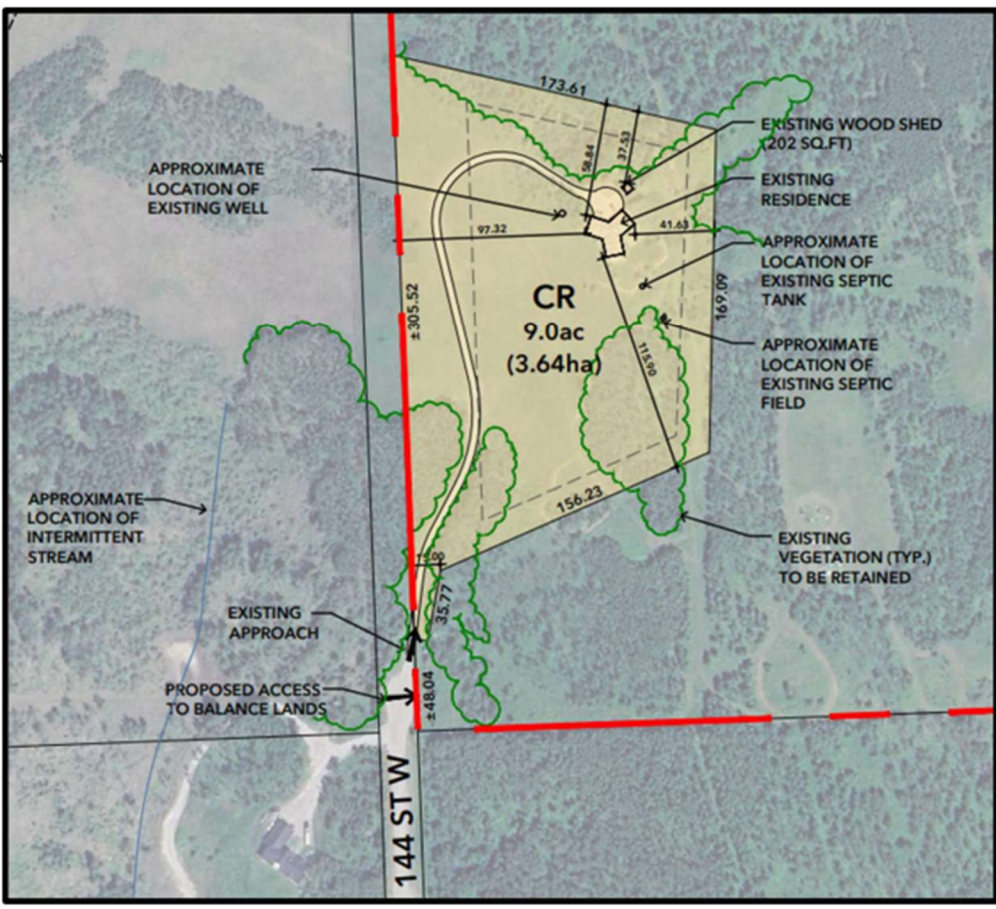 173.61
EXISTING WOOD SHED
(202 SQ.FT)
58.84
37.53
APPROXIMATE
LOCATION OF
EXISTING WELL
EXISTING
RESIDENCE
97.32
41.63
APPROXIMATE
LOCATION OF
EXISTING SEPTIC
TANK
CR
9.0ac
(3.64ha)
±305.52
169.09
115.90
APPROXIMATE
LOCATION OF
EXISTING SEPTIC
FIELD
156.23
APPROXIMATE
LOCATION OF
INTERMITTENT
STREAM
EXISTING
VEGETATION (TYP.)
TO BE RETAINED
35.77
EXISTING
APPROACH
PROPOSED ACCESS
TO BALANCE LANDS
±48.04
144 ST W